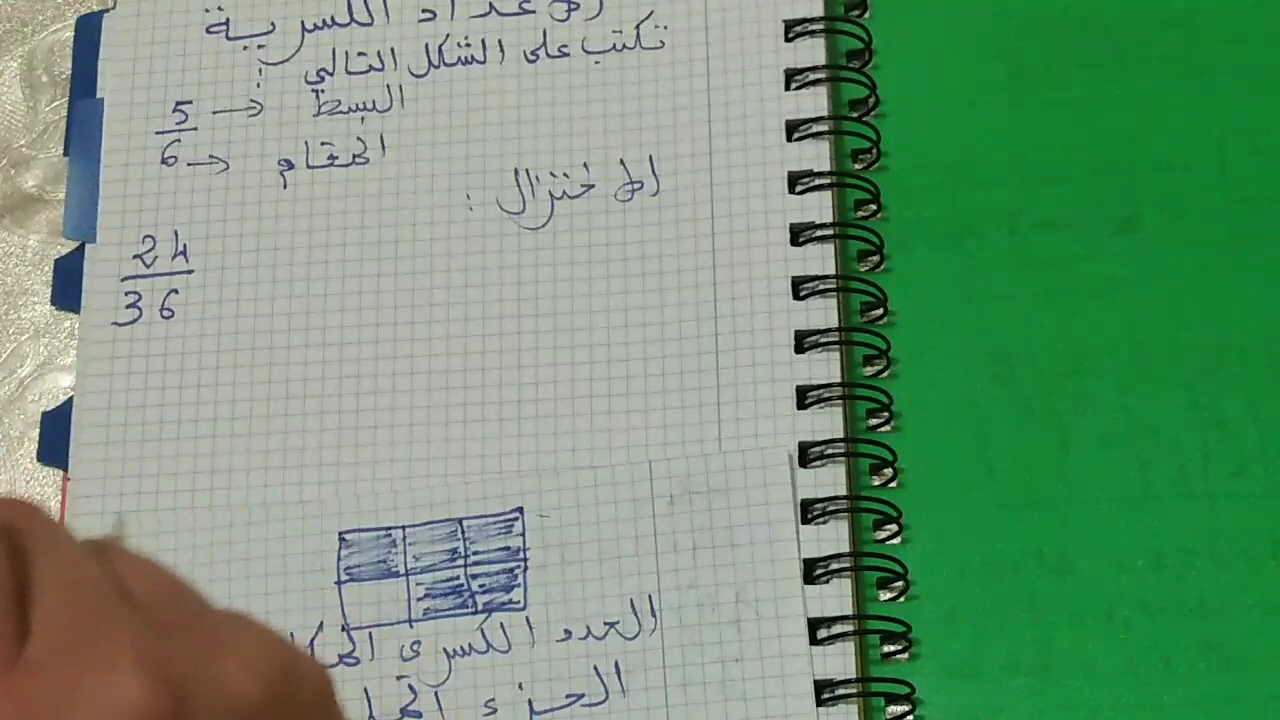 الأعداد الكسرية
تكتب على الشكل التالي :
5 → البسط
6 → المقام
الاختزال :
24
36
العدد الكسري
الجزء